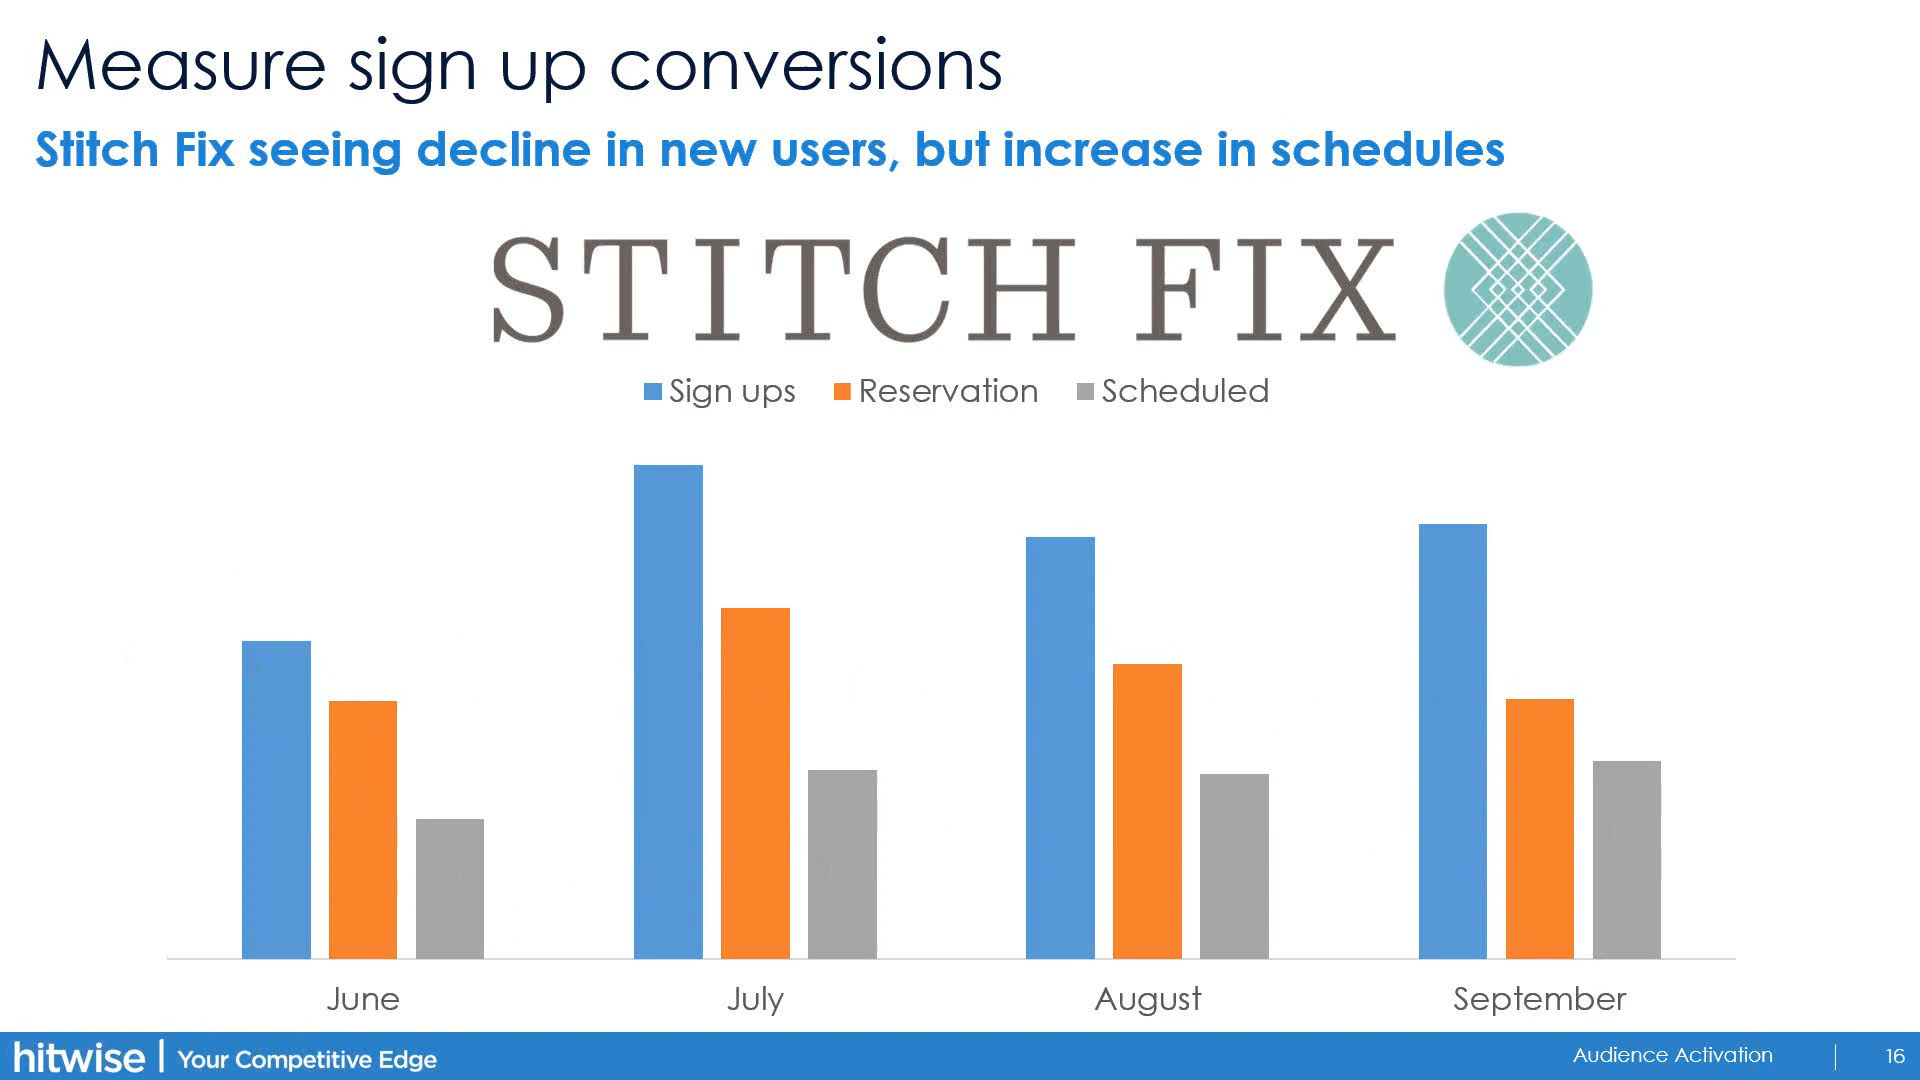 Measure sign up conversions
Stitch Fix seeing decline in new users, but increase in schedules
STITCH FIX
Sign ups Reservation Scheduled
June July August September
hitwise | Your Competitive Edge Audience Activation 16